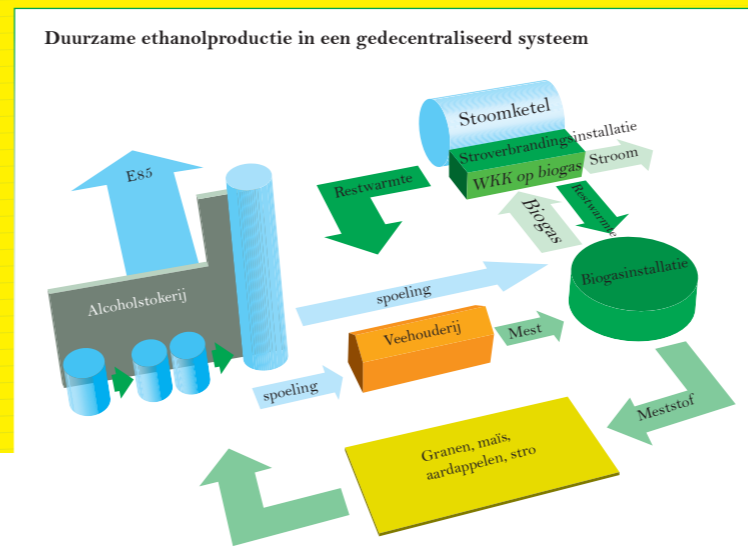 Duurzame ethanolproductie in een gedecentraliseerd systeem
Stoomketel
Stroverbrandingsinstallatie
WKK op biogas
Stroom
E85
Restwarmte
Restwarmte
Biogas
Biogasinstallatie
Alcoholstokerij
spoeling
Veehouderij
Mest
spoeling
Meststof
Granen, maïs,
aardappelen, stro